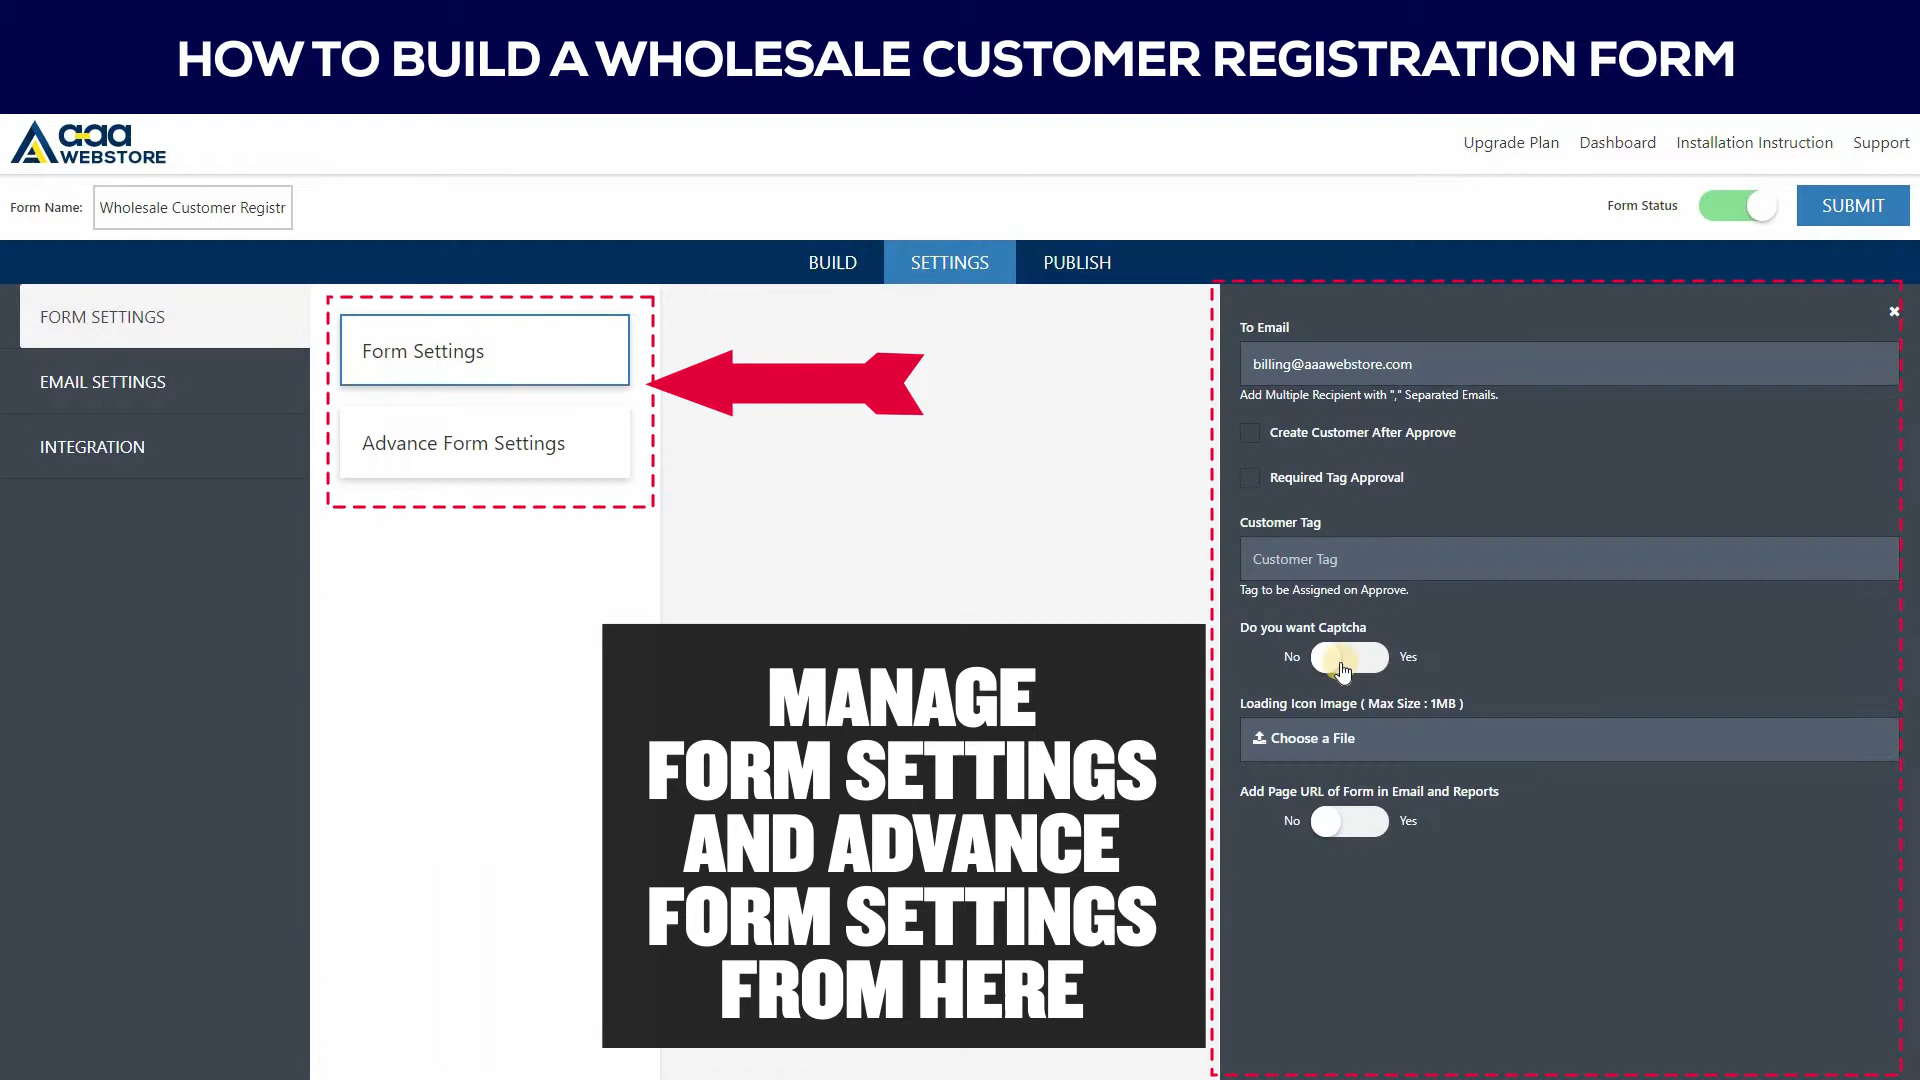 HOW TO BUILD A WHOLESALE CUSTOMER REGISTRATION FORM
aaa
WEBSTORE
Upgrade Plan Dashboard Installation Instruction Support
Form Name: Wholesale Customer Registr
Form Status SUBMIT
BUILD SETTINGS PUBLISH
FORM SETTINGS
EMAIL SETTINGS
INTEGRATION
Form Settings
Advance Form Settings
MANAGE
FORM SETTINGS
AND ADVANCE
FORM SETTINGS
FROM HERE
To Email
billing@aaawebstore.com
Add Multiple Recipient with "," Separated Emails.
Create Customer After Approve
Required Tag Approval
Customer Tag
Customer Tag
Tag to be Assigned on Approve.
Do you want Captcha
No Yes
Loading Icon Image ( Max Size : 1MB )
Choose a File
Add Page URL of Form in Email and Reports
No Yes